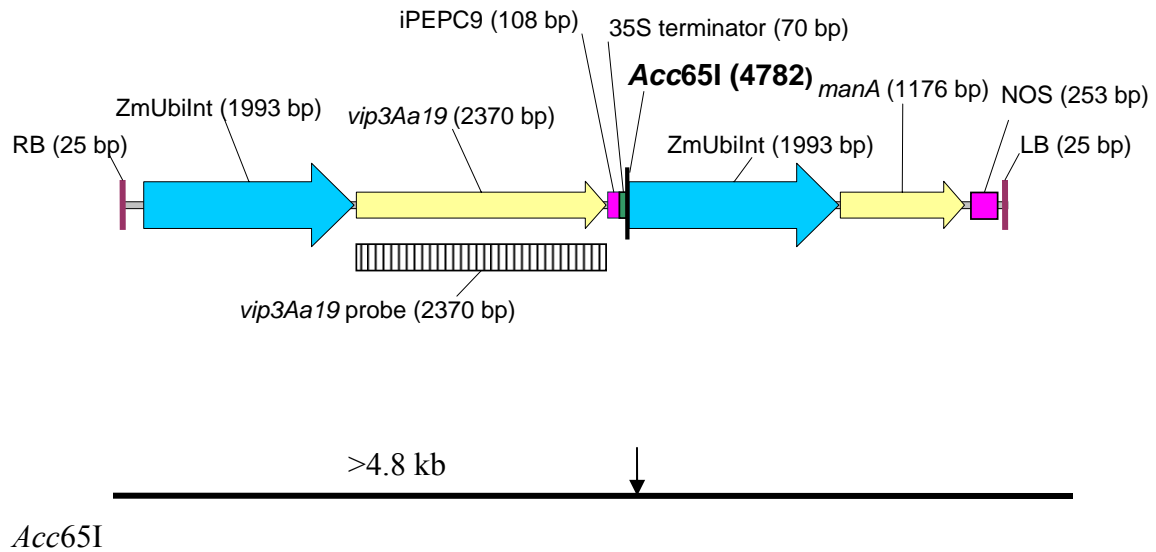 iPEPC9 (108 bp)
35S terminator (70 bp)
Acc65I (4782)
manA (1176 bp)
NOS (253 bp)
ZmUbiInt (1993 bp)
vip3Aa19 (2370 bp)
RB (25 bp)
ZmUbiInt (1993 bp)
LB (25 bp)
vip3Aa19 probe (2370 bp)
>4.8 kb
Acc65I